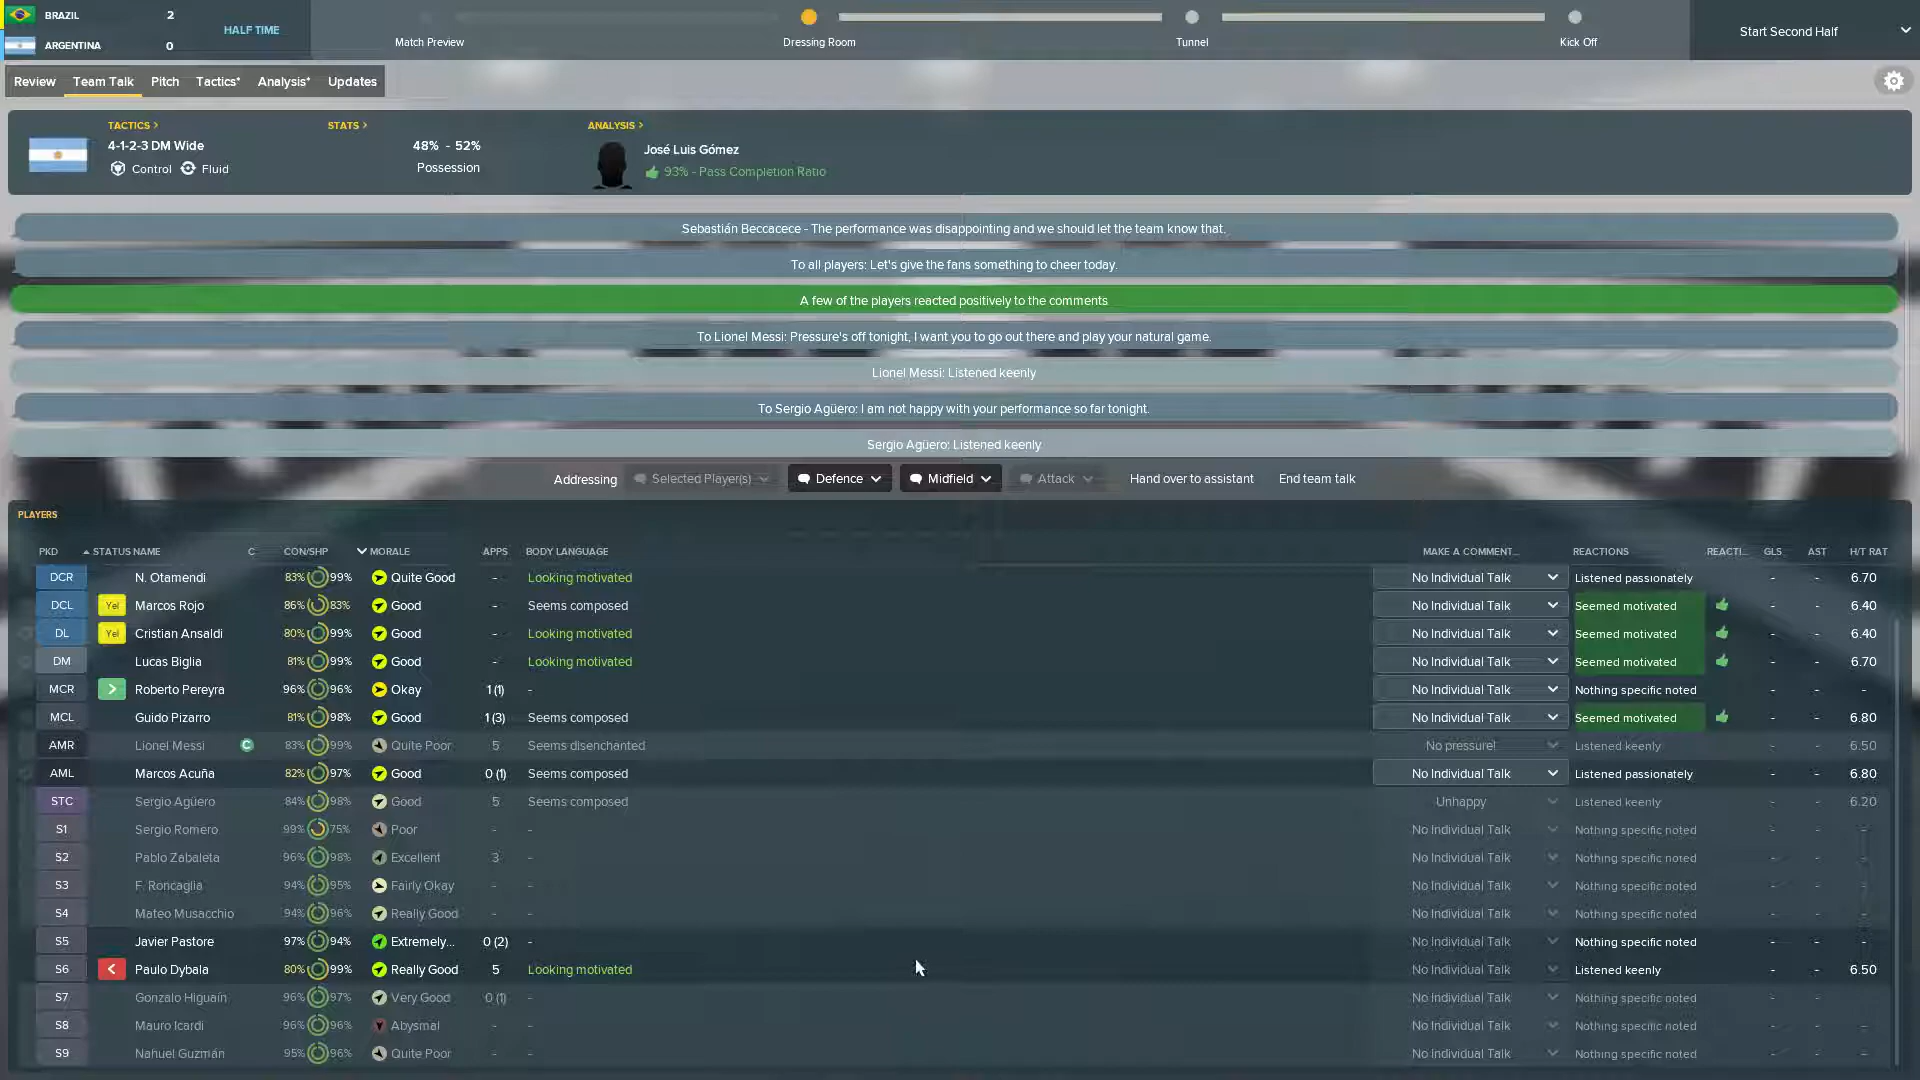 BRAZIL 2
ARGENTINA 0
HALF TIME
Match Preview Dressing Room Tunnel Kick Off
Start Second Half
Review Team Talk Pitch Tactics* Analysis* Updates
TACTICS > STATS > ANALYSIS >
4-1-2-3 DM Wide 48% - 52% José Luis Gómez
Control Fluid Possession 93% - Pass Completion Ratio
Sebastián Beccacece - The performance was disappointing and we should let the team know that.
To all players: Let's give the fans something to cheer today.
A few of the players reacted positively to the comments
To Lionel Messi: Pressure's off tonight, I want you to go out there and play your natural game.
Lionel Messi: Listened keenly
To Sergio Agüero: I am not happy with your performance so far tonight.
Sergio Agüero: Listened keenly
Addressing Selected Player(s) Defence Midfield Attack Hand over to assistant End team talk
PLAYERS
PKD STATUS NAME C CON/SHP MORALE APPS BODY LANGUAGE MAKE A COMMENT... REACTIONS REACTI... GLS AST H/T RAT
DCR N. Otamendi 83% 99% Quite Good - Looking motivated No Individual Talk Listened passionately - - 6.70
DCL Yel Marcos Rojo 86% 83% Good - Seems composed No Individual Talk Seemed motivated - - 6.40
DL Yel Cristian Ansaldi 80% 99% Good - Looking motivated No Individual Talk Seemed motivated - - 6.40
DM Lucas Biglia 81% 99% Good - Looking motivated No Individual Talk Seemed motivated - - 6.70
MCR Roberto Pereyra 96% 96% Okay 1 (1) - No Individual Talk Nothing specific noted - - -
MCL Guido Pizarro 81% 98% Good 1 (3) Seems composed No Individual Talk Seemed motivated - - 6.80
AMR Lionel Messi C 83% 99% Quite Poor 5 Seems disenchanted No pressure! Listened keenly - - 6.50
AML Marcos Acuña 82% 97% Good 0 (1) Seems composed No Individual Talk Listened passionately - - 6.80
STC Sergio Agüero 84% 98% Good 5 Seems composed Unhappy Listened keenly - - 6.20
S1 Sergio Romero 99% 75% Poor - - No Individual Talk Nothing specific noted - - -
S2 Pablo Zabaleta 96% 98% Excellent 3 - No Individual Talk Nothing specific noted - - -
S3 F. Roncaglia 94% 95% Fairly Okay - - No Individual Talk Nothing specific noted - - -
S4 Mateo Musacchio 94% 96% Really Good - - No Individual Talk Nothing specific noted - - -
S5 Javier Pastore 97% 94% Extremely... 0 (2) - No Individual Talk Nothing specific noted - - -
S6 Paulo Dybala 80% 99% Really Good 5 Looking motivated No Individual Talk Listened keenly - - 6.50
S7 Gonzalo Higuaín 96% 97% Very Good 0 (1) - No Individual Talk Nothing specific noted - - -
S8 Mauro Icardi 96% 96% Abysmal - - No Individual Talk Nothing specific noted - - -
S9 Nahuel Guzmán 95% 96% Quite Poor - - No Individual Talk Nothing specific noted - - -